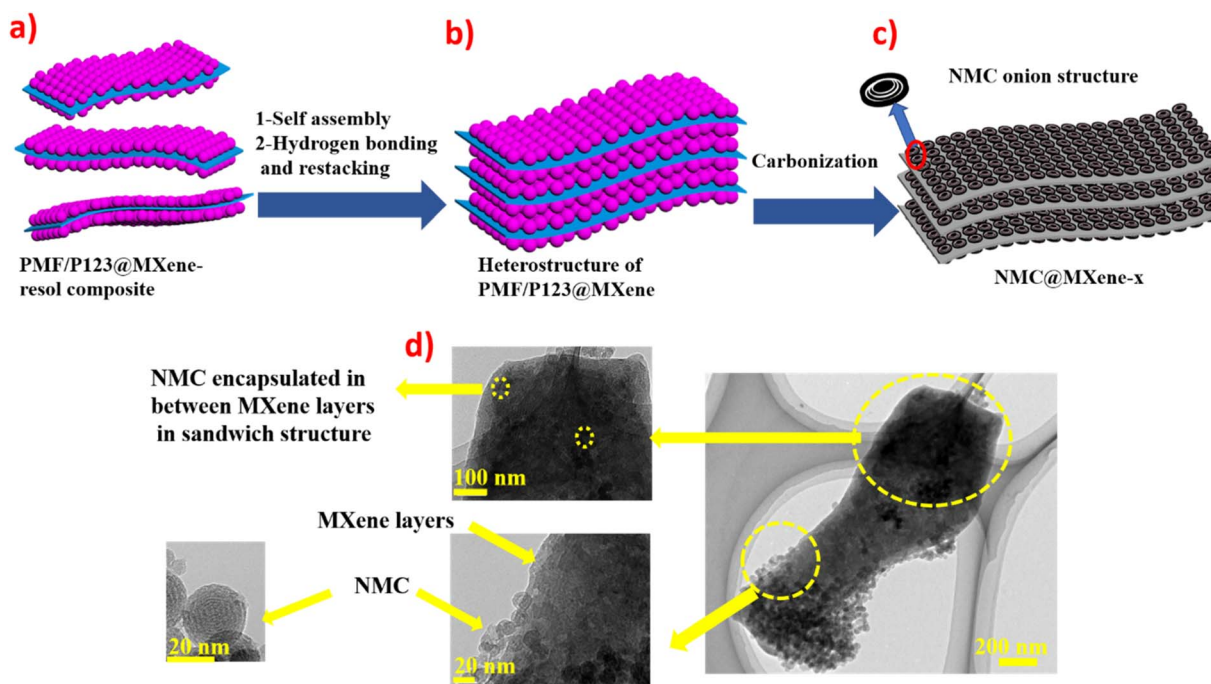 a)
PMF/P123@MXene-
resol composite
1-Self assembly
2-Hydrogen bonding
and restacking
b)
Heterostructure of
PMF/P123@MXene
Carbonization
c)
NMC onion structure
NMC@MXene-x
d)
NMC encapsulated in
between MXene layers
in sandwich structure
100 nm
MXene layers
NMC
20 nm
20 nm
200 nm